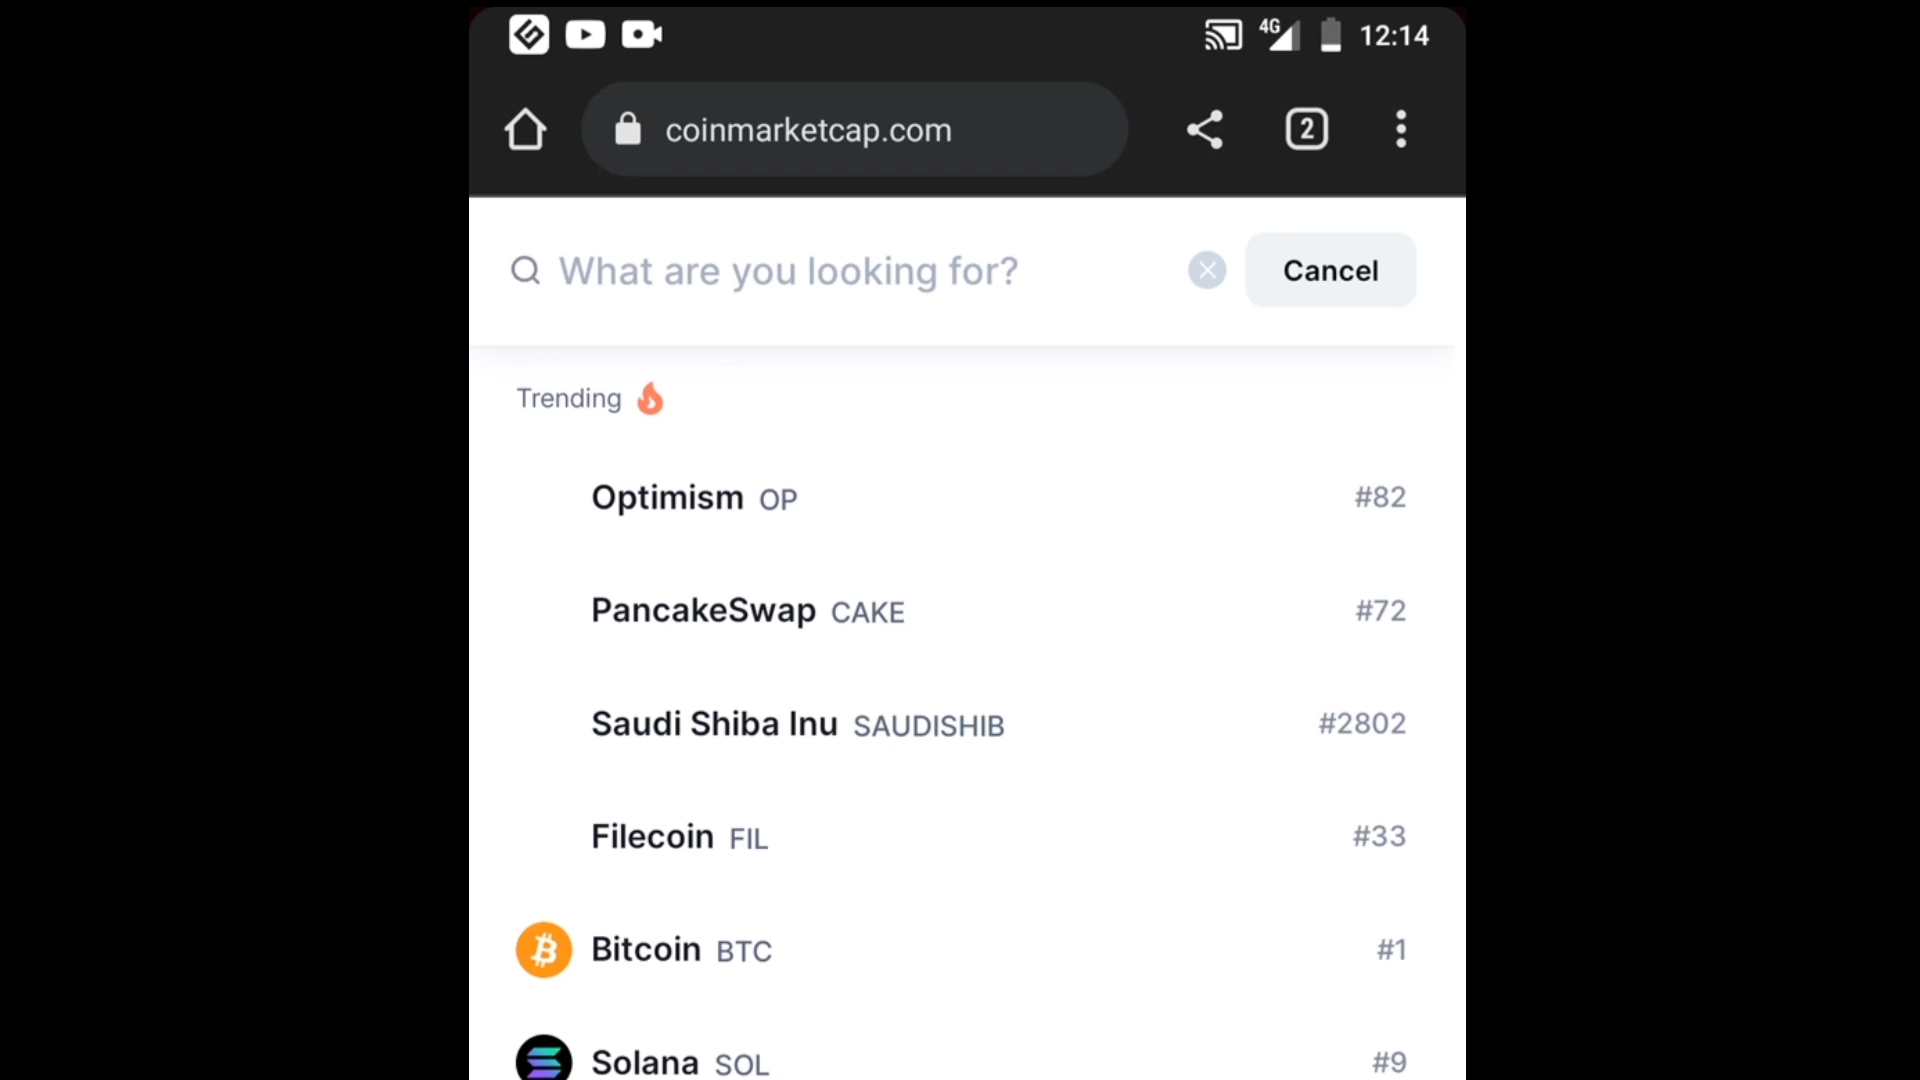 4G 12:14
coinmarketcap.com 2
What are you looking for? Cancel
Trending
Optimism OP #82
PancakeSwap CAKE #72
Saudi Shiba Inu SAUDISHIB #2802
Filecoin FIL #33
Bitcoin BTC #1
Solana SOL #9